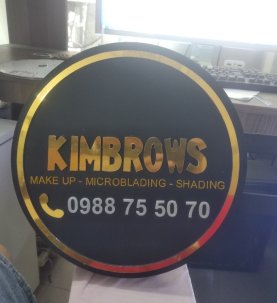 KIMBROWS
MAKE UP - MICROBLADING - SHADING
0988 75 50 70